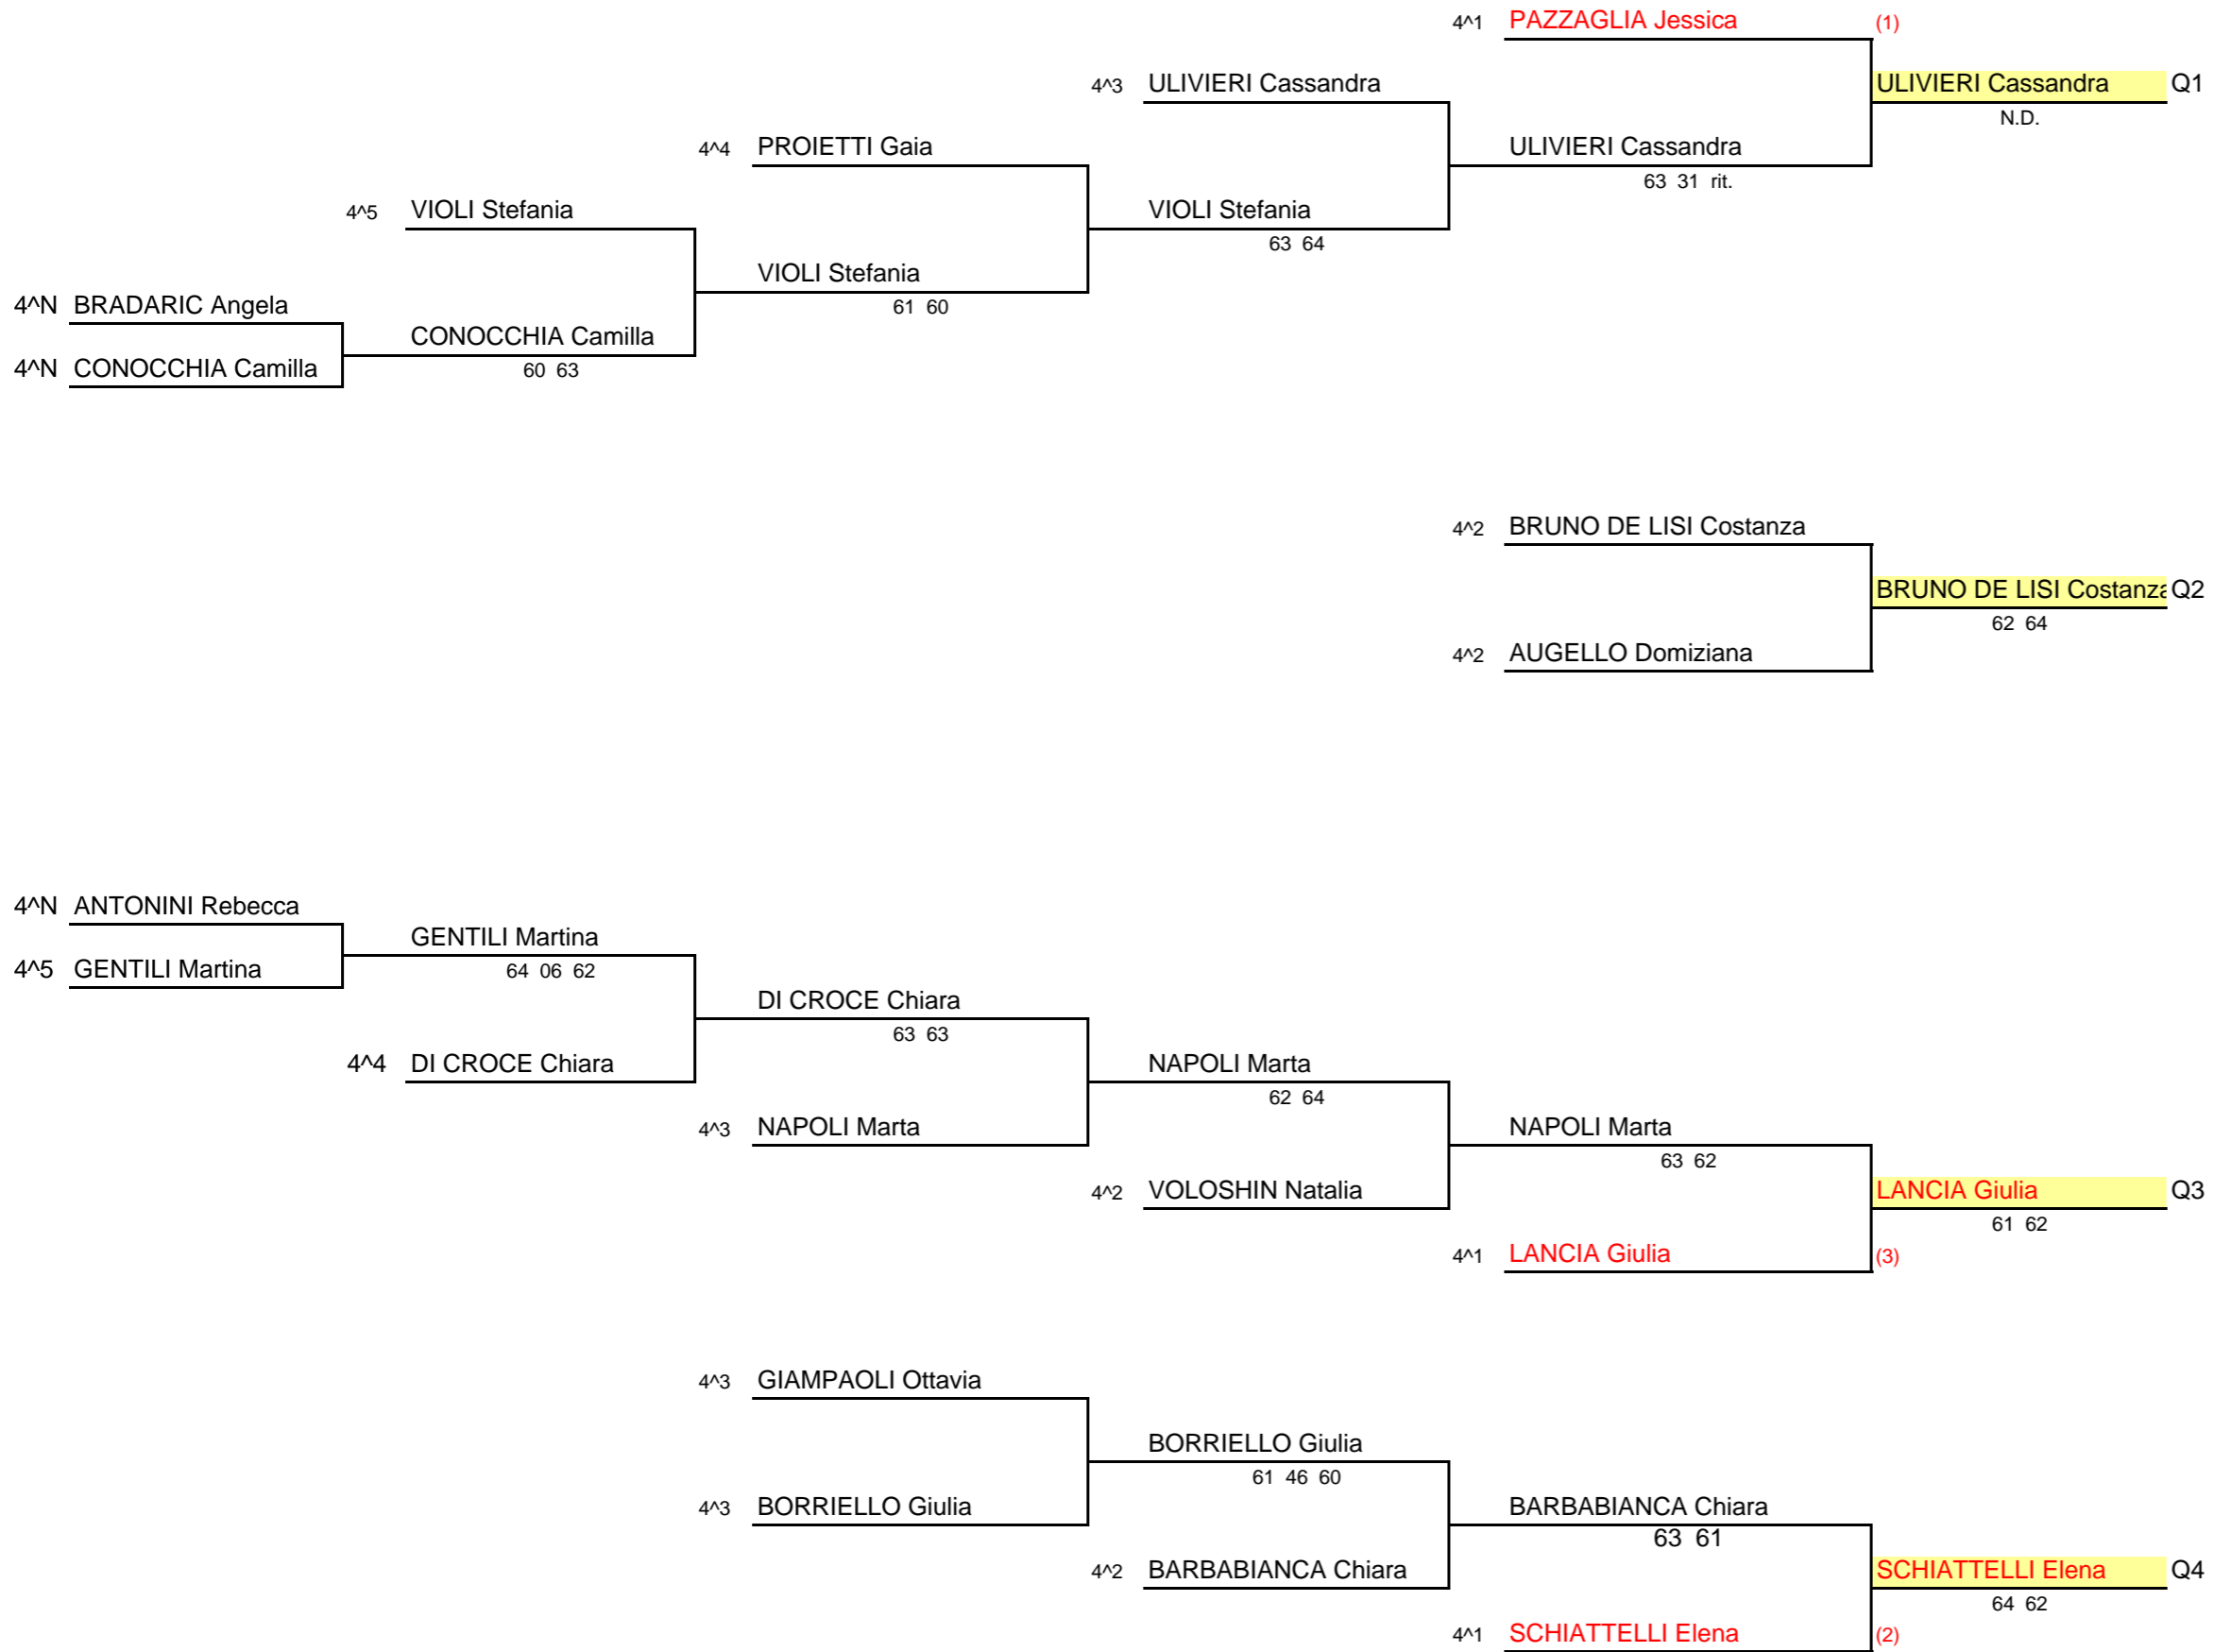 4^1 PAZZAGLIA Jessica (1)
4^3 ULIVIERI Cassandra ULIVIERI Cassandra Q1
N.D.
4^4 PROIETTI Gaia ULIVIERI Cassandra
63 31 rit.
4^5 VIOLI Stefania VIOLI Stefania
63 64
VIOLI Stefania
4^N BRADARIC Angela 61 60
CONOCCHIA Camilla
4^N CONOCCHIA Camilla 60 63
4^2 BRUNO DE LISI Costanza
BRUNO DE LISI Costanza Q2
62 64
4^2 AUGELLO Domiziana
4^N ANTONINI Rebecca
GENTILI Martina
4^5 GENTILI Martina 64 06 62
DI CROCE Chiara
63 63
4^4 DI CROCE Chiara NAPOLI Marta
62 64
4^3 NAPOLI Marta NAPOLI Marta
63 62
4^2 VOLOSHIN Natalia LANCIA Giulia Q3
61 62
4^1 LANCIA Giulia (3)
4^3 GIAMPAOLI Ottavia
BORRIELLO Giulia
61 46 60
4^3 BORRIELLO Giulia BARBABIANCA Chiara
63 61
4^2 BARBABIANCA Chiara SCHIATTELLI Elena Q4
64 62
4^1 SCHIATTELLI Elena (2)